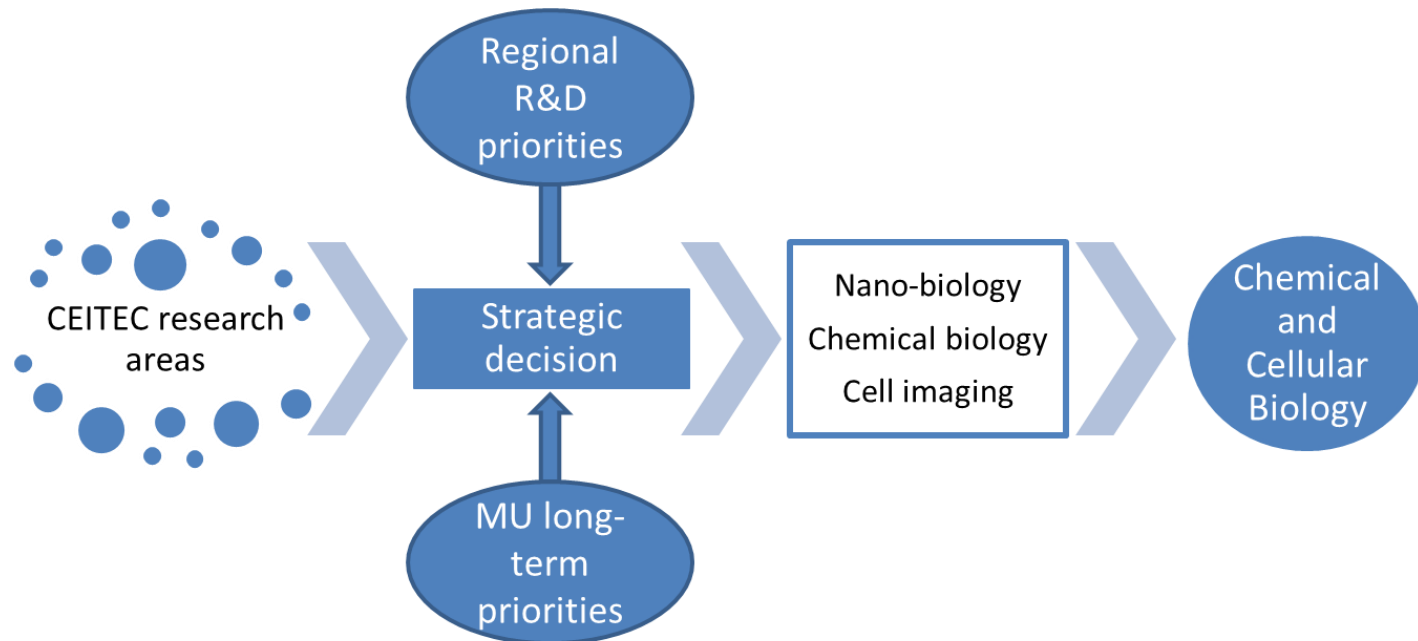 Regional
R&D
priorities
CEITEC research
areas
Strategic
decision
MU long-
term
priorities
Nano-biology
Chemical biology
Cell imaging
Chemical
and
Cellular
Biology